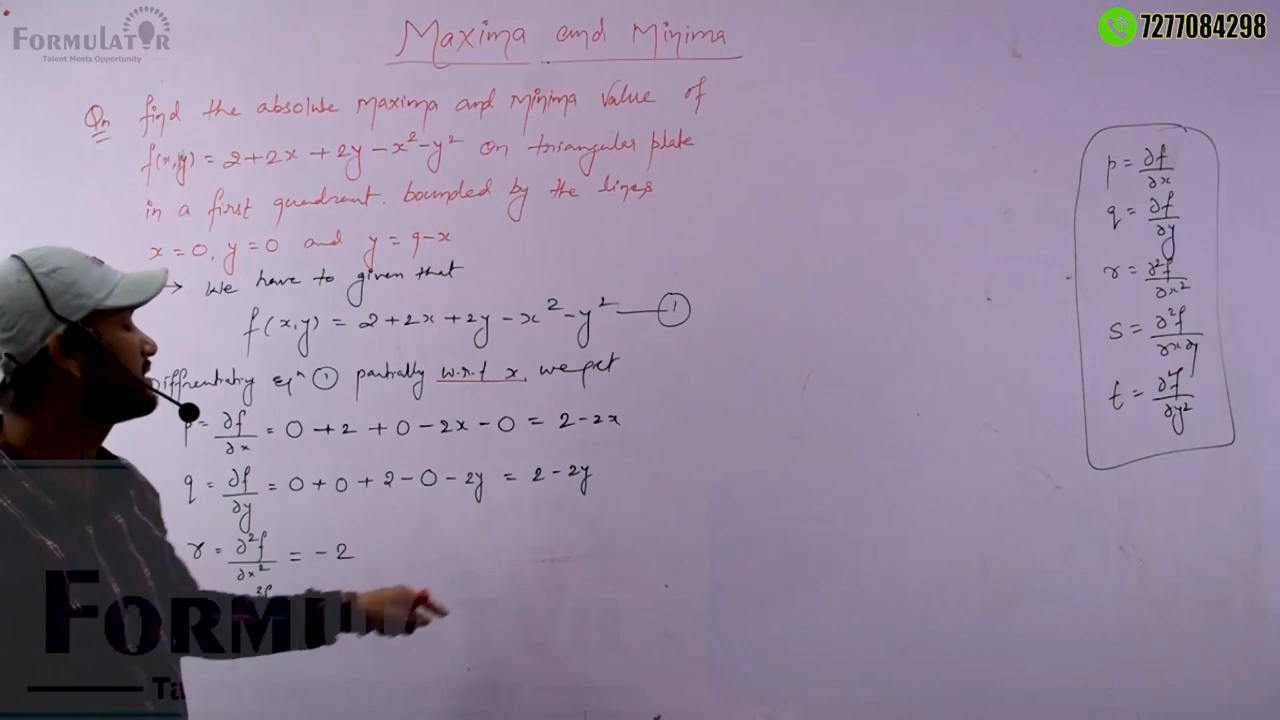 FORMULATOR
Talent Meets Opportunity
7277084298
Maxima and Minima
Qn find the absolute maxima and minima value of
f(x,y) = 2+2x+2y-x²-y² on triangular plate
in a first quadrant. bounded by the lines
x=0, y=0 and y=9-x
→ We have to given that
f(x,y) = 2+2x+2y-x²-y² — ①
Diffrentiatry eqⁿ ① partially w.r.t x, we get
p = ∂f/∂x = 0+2+0-2x-0 = 2-2x
q = ∂f/∂y = 0+0+2-0-2y = 2-2y
r = ∂²f/∂x² = -2
p = ∂f/∂x
q = ∂f/∂y
r = ∂²f/∂x²
s = ∂²f/∂x∂y
t = ∂²f/∂y²